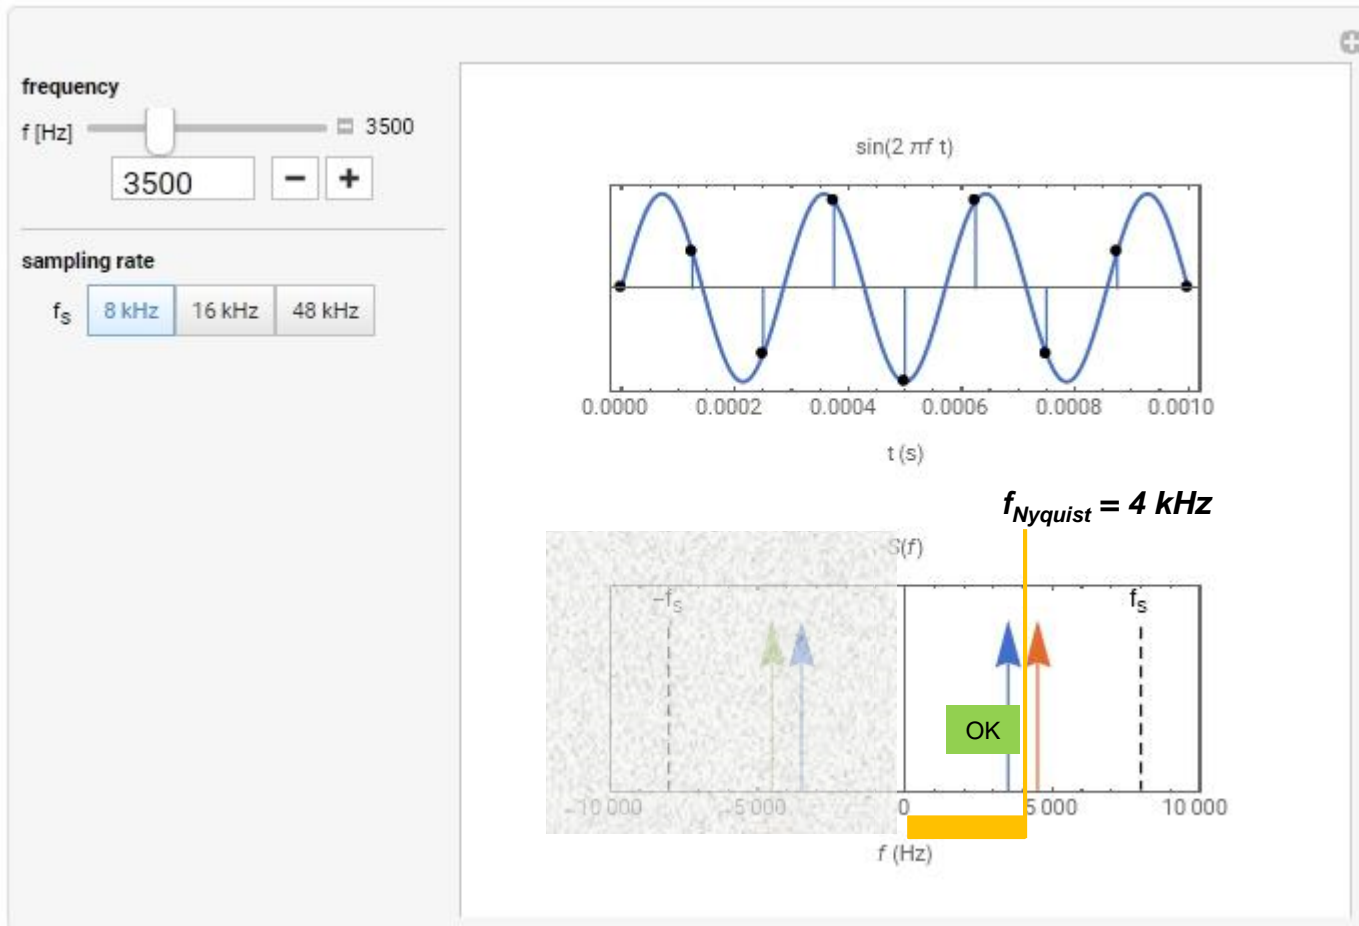 frequency
f [Hz] 3500
3500 − +
sampling rate
fs 8 kHz 16 kHz 48 kHz
sin(2 πf t)
0.0000 0.0002 0.0004 0.0006 0.0008 0.0010
t (s)
fNyquist = 4 kHz
S(f)
−fs fs
OK
−10 000 −5 000 0 5 000 10 000
f (Hz)